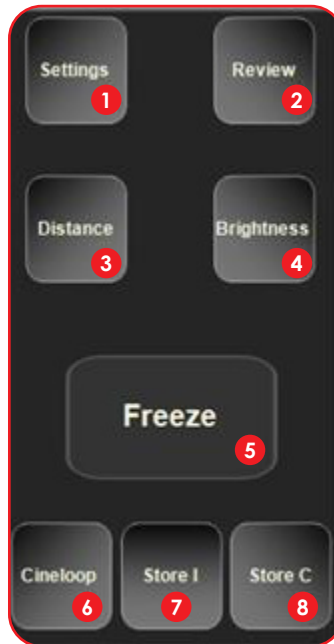 Settings
1
Review
2
Distance
3
Brightness
4
Freeze
5
Cineloop
6
Store I
7
Store C
8